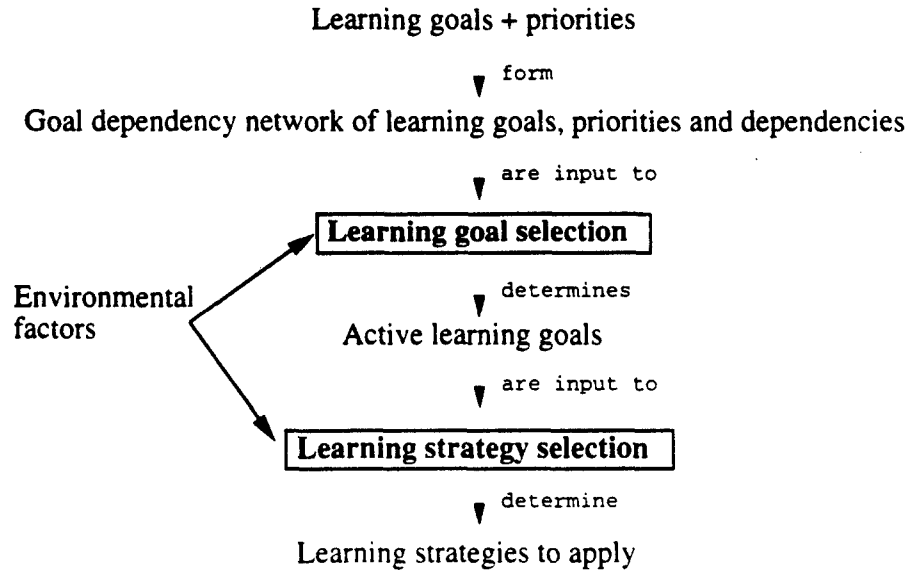 Learning goals + priorities
form
Goal dependency network of learning goals, priorities and dependencies
are input to
Learning goal selection
Environmental
factors
determines
Active learning goals
are input to
Learning strategy selection
determine
Learning strategies to apply